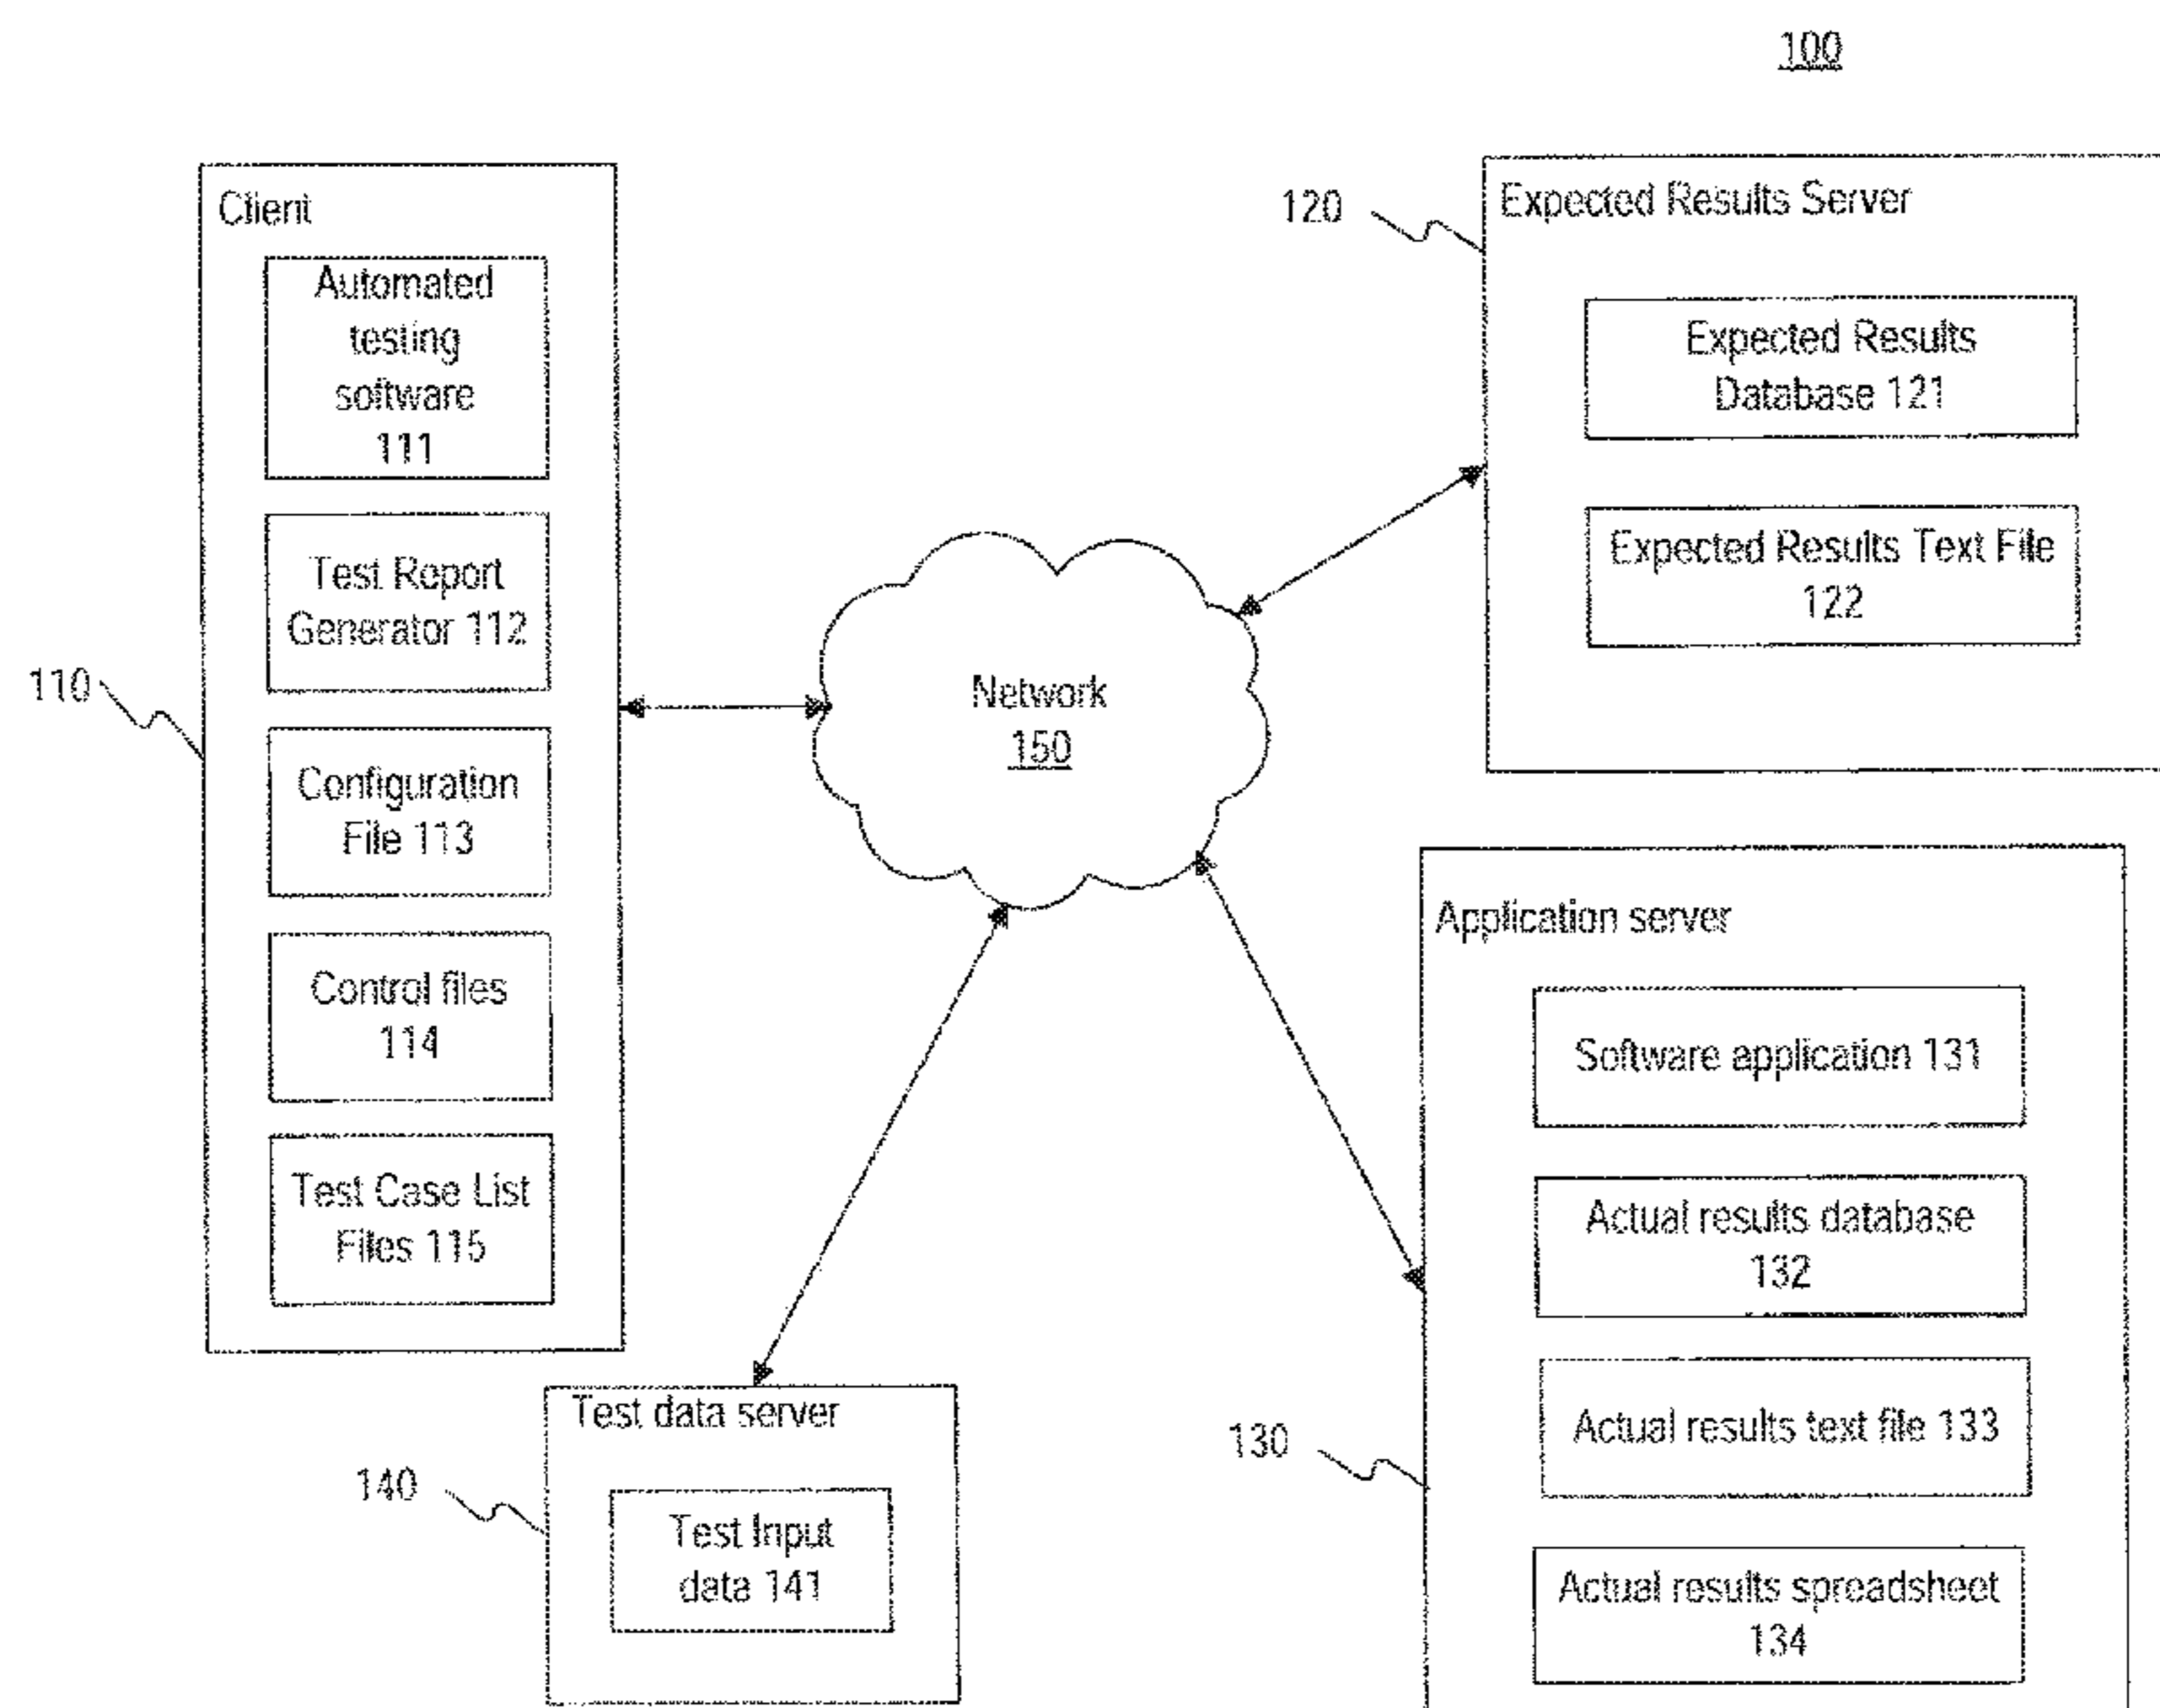 100
Client
Automated
testing
software
111
Test Report
Generator 112
Configuration
File 113
Control files
114
Test Case List
Files 115
110
Network
150
120
Expected Results Server
Expected Results
Database 121
Expected Results Text File
122
Application server
Software application 131
Actual results database
132
Actual results text file 133
Actual results spreadsheet
134
130
Test data server
Test Input
data 141
140